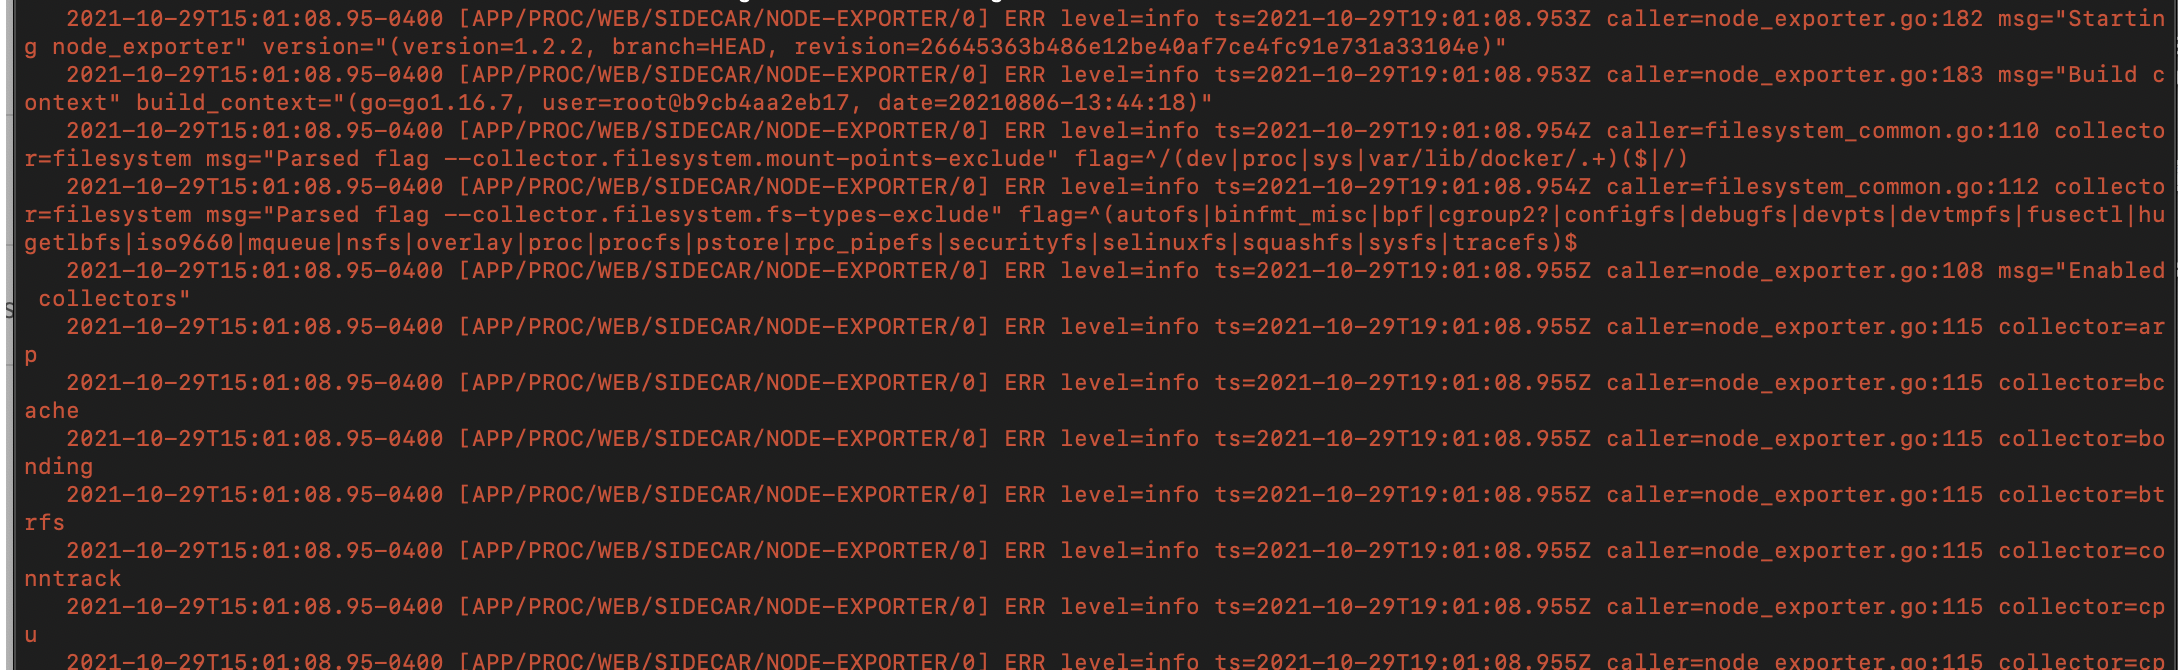 2021-10-29T15:01:08.95-0400 [APP/PROC/WEB/SIDECAR/NODE-EXPORTER/0] ERR level=info ts=2021-10-29T19:01:08.953Z caller=node_exporter.go:182 msg="Startin
g node_exporter" version="(version=1.2.2, branch=HEAD, revision=26645363b486e12be40af7ce4fc91e731a33104e)"
2021-10-29T15:01:08.95-0400 [APP/PROC/WEB/SIDECAR/NODE-EXPORTER/0] ERR level=info ts=2021-10-29T19:01:08.953Z caller=node_exporter.go:183 msg="Build c
ontext" build_context="(go=go1.16.7, user=root@b9cb4aa2eb17, date=20210806-13:44:18)"
2021-10-29T15:01:08.95-0400 [APP/PROC/WEB/SIDECAR/NODE-EXPORTER/0] ERR level=info ts=2021-10-29T19:01:08.954Z caller=filesystem_common.go:110 collecto
r=filesystem msg="Parsed flag --collector.filesystem.mount-points-exclude" flag=^/(dev|proc|sys|var/lib/docker/.+)($|/)
2021-10-29T15:01:08.95-0400 [APP/PROC/WEB/SIDECAR/NODE-EXPORTER/0] ERR level=info ts=2021-10-29T19:01:08.954Z caller=filesystem_common.go:112 collecto
r=filesystem msg="Parsed flag --collector.filesystem.fs-types-exclude" flag=^(autofs|binfmt_misc|bpf|cgroup2?|configfs|debugfs|devpts|devtmpfs|fusectl|hu
getlbfs|iso9660|mqueue|nsfs|overlay|proc|procfs|pstore|rpc_pipefs|securityfs|selinuxfs|squashfs|sysfs|tracefs)$
2021-10-29T15:01:08.95-0400 [APP/PROC/WEB/SIDECAR/NODE-EXPORTER/0] ERR level=info ts=2021-10-29T19:01:08.955Z caller=node_exporter.go:108 msg="Enabled
collectors"
2021-10-29T15:01:08.95-0400 [APP/PROC/WEB/SIDECAR/NODE-EXPORTER/0] ERR level=info ts=2021-10-29T19:01:08.955Z caller=node_exporter.go:115 collector=ar
p
2021-10-29T15:01:08.95-0400 [APP/PROC/WEB/SIDECAR/NODE-EXPORTER/0] ERR level=info ts=2021-10-29T19:01:08.955Z caller=node_exporter.go:115 collector=bc
ache
2021-10-29T15:01:08.95-0400 [APP/PROC/WEB/SIDECAR/NODE-EXPORTER/0] ERR level=info ts=2021-10-29T19:01:08.955Z caller=node_exporter.go:115 collector=bo
nding
2021-10-29T15:01:08.95-0400 [APP/PROC/WEB/SIDECAR/NODE-EXPORTER/0] ERR level=info ts=2021-10-29T19:01:08.955Z caller=node_exporter.go:115 collector=bt
rfs
2021-10-29T15:01:08.95-0400 [APP/PROC/WEB/SIDECAR/NODE-EXPORTER/0] ERR level=info ts=2021-10-29T19:01:08.955Z caller=node_exporter.go:115 collector=co
nntrack
2021-10-29T15:01:08.95-0400 [APP/PROC/WEB/SIDECAR/NODE-EXPORTER/0] ERR level=info ts=2021-10-29T19:01:08.955Z caller=node_exporter.go:115 collector=cp
u
2021-10-29T15:01:08.95-0400 [APP/PROC/WEB/SIDECAR/NODE-EXPORTER/0] ERR level=info ts=2021-10-29T19:01:08.955Z caller=node_exporter.go:115 collector=cp